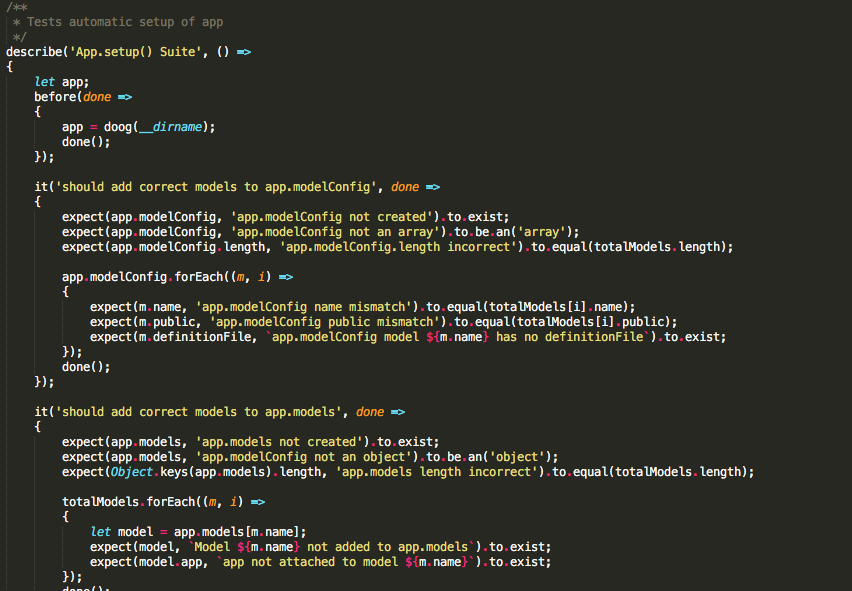 /**
 * Tests automatic setup of app
 */
describe('App.setup() Suite', () =>
{
    let app;
    before(done =>
    {
        app = doog(__dirname);
        done();
    });

    it('should add correct models to app.modelConfig', done =>
    {
        expect(app.modelConfig, 'app.modelConfig not created').to.exist;
        expect(app.modelConfig, 'app.modelConfig not an array').to.be.an('array');
        expect(app.modelConfig.length, 'app.modelConfig.length incorrect').to.equal(totalModels.length);

        app.modelConfig.forEach((m, i) =>
        {
            expect(m.name, 'app.modelConfig name mismatch').to.equal(totalModels[i].name);
            expect(m.public, 'app.modelConfig public mismatch').to.equal(totalModels[i].public);
            expect(m.definitionFile, `app.modelConfig model ${m.name} has no definitionFile`).to.exist;
        });
        done();
    });

    it('should add correct models to app.models', done =>
    {
        expect(app.models, 'app.models not created').to.exist;
        expect(app.models, 'app.modelConfig not an object').to.be.an('object');
        expect(Object.keys(app.models).length, 'app.models length incorrect').to.equal(totalModels.length);

        totalModels.forEach((m, i) =>
        {
            let model = app.models[m.name];
            expect(model, `Model ${m.name} not added to app.models`).to.exist;
            expect(model.app, `app not attached to model ${m.name}`).to.exist;
        });
        done();